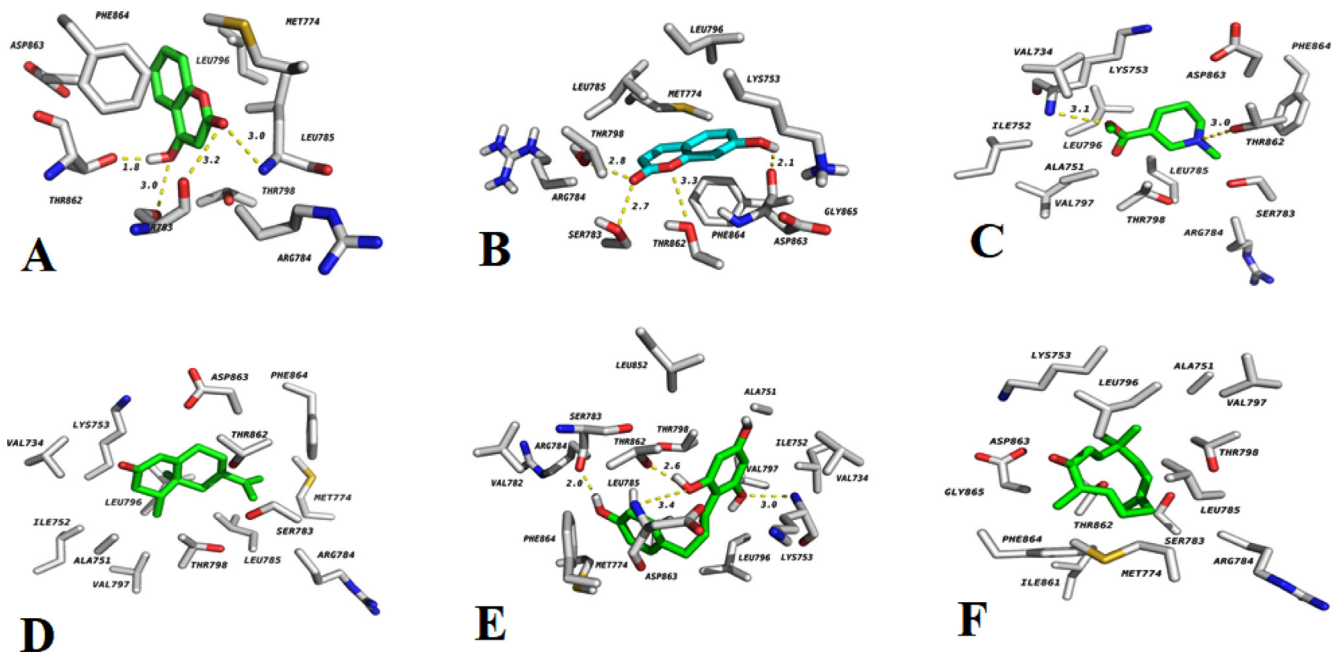 PHE864
MET774
ASP863
LEU796
LEU785
3.0
3.2
1.8
3.0
THR862
THR798
783
ARG784
A
LEU796
LYS753
LEU785
MET774
THR798
2.8
2.1
ARG784
3.3
2.7
GLY865
SER783
THR862
PHE864
ASP863
B
VAL734
LYS753
ASP863
PHE864
3.1
3.0
ILE752
LEU796
THR862
ALA751
LEU785
VAL797
THR798
SER783
ARG784
C
ASP863
PHE864
LYS753
VAL734
THR862
LEU796
MET774
ILE752
SER783
ALA751
THR798
LEU785
VAL797
ARG784
D
LEU852
ALA751
SER783
THR798
ARG784
THR862
ILE752
VAL782
2.6
VAL797
VAL734
2.0
LEU785
3.4
3.0
PHE864
MET774
LEU796
LYS753
ASP863
E
LYS753
ALA751
LEU796
VAL797
ASP863
THR798
GLY865
LEU785
THR862
SER783
PHE864
MET774
ARG784
ILE861
F